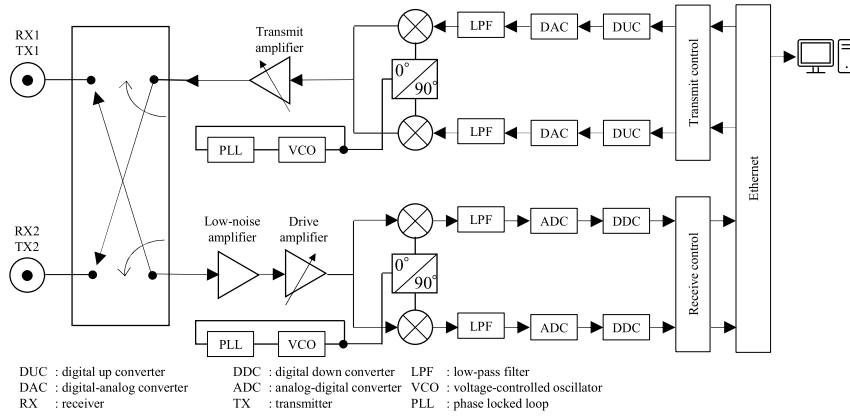 RX1
TX1
Transmit
amplifier
0°
90°
LPF
DAC
DUC
Transmit control
Ethernet
PLL
VCO
LPF
DAC
DUC
RX2
TX2
Low-noise
amplifier
Drive
amplifier
0°
90°
LPF
ADC
DDC
Receive control
PLL
VCO
LPF
ADC
DDC
DUC : digital up converter DDC : digital down converter LPF : low-pass filter
DAC : digital-analog converter ADC : analog-digital converter VCO : voltage-controlled oscillator
RX : receiver TX : transmitter PLL : phase locked loop